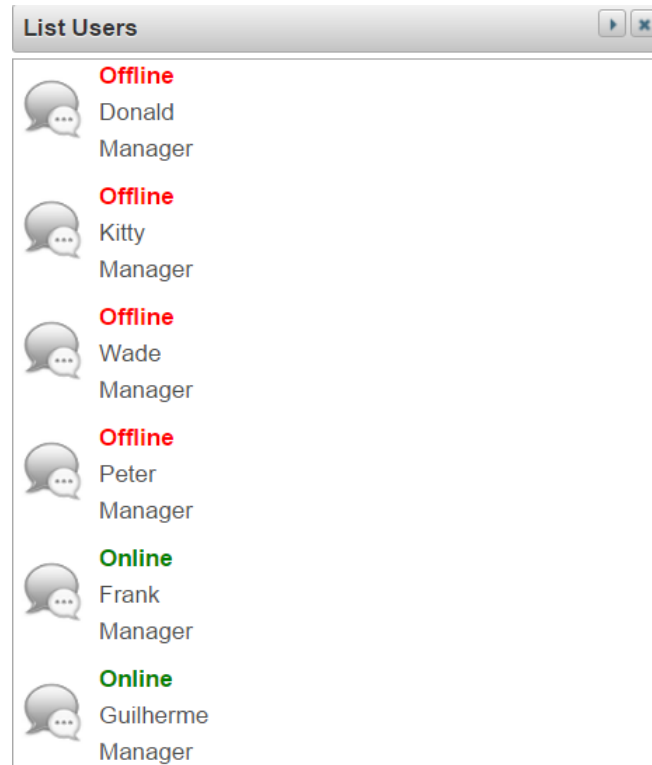 List Users
Offline
Donald
Manager
Offline
Kitty
Manager
Offline
Wade
Manager
Offline
Peter
Manager
Online
Frank
Manager
Online
Guilherme
Manager